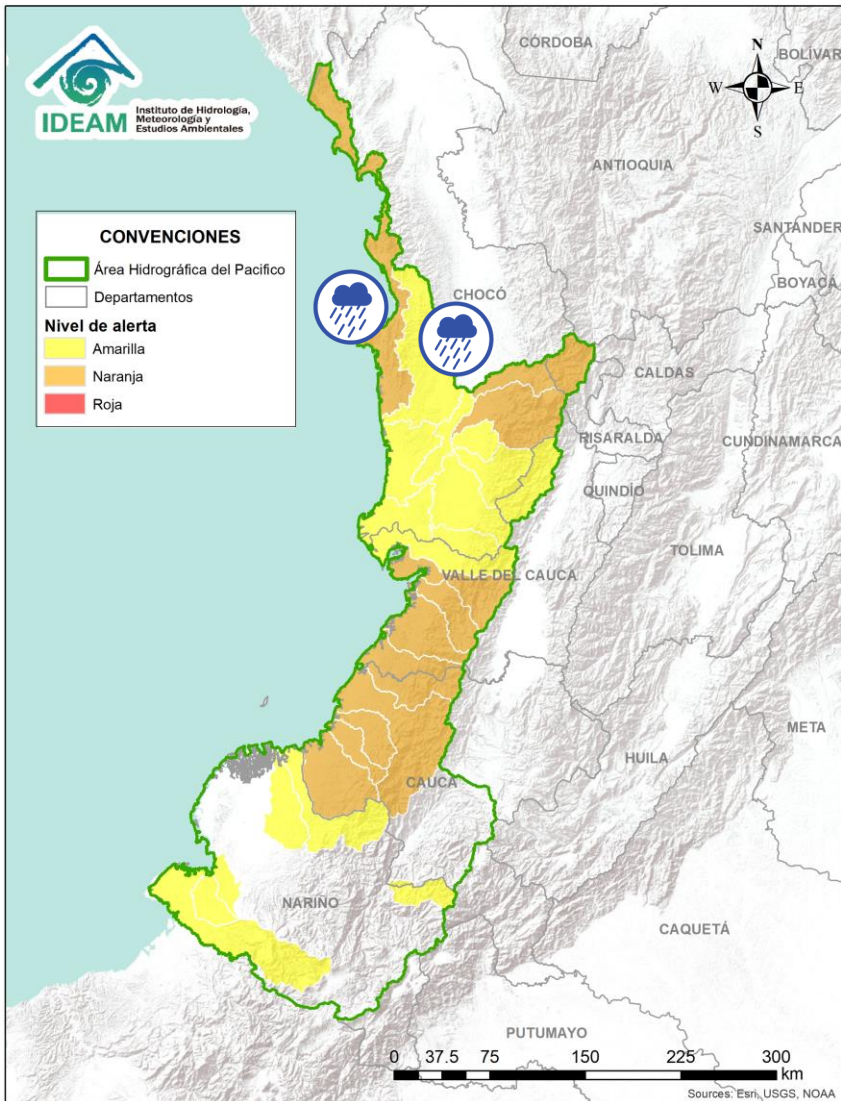 IDEAM
Instituto de Hidrología,
Meteorología y
Estudios Ambientales
CÓRDOBA
BOLÍVAR
N
W
E
S
ANTIOQUIA
SANTANDER
BOYACÁ
CONVENCIONES
Área Hidrográfica del Pacifico
Departamentos
Nivel de alerta
Amarilla
Naranja
Roja
CHOCÓ
CALDAS
RISARALDA
CUNDINAMARCA
QUINDÍO
TOLIMA
VALLE DEL CAUCA
META
HUILA
CAUCA
NARIÑO
CAQUETÁ
PUTUMAYO
0 37.5 75 150 225 300
km
Sources: Esri, USGS, NOAA